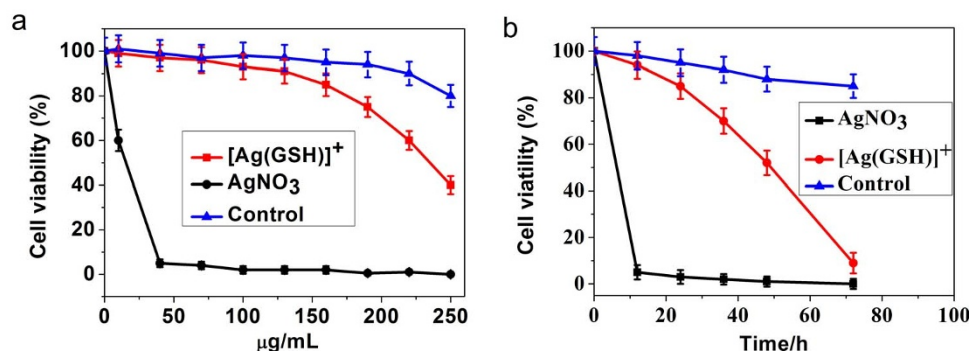 a
Cell viability (%)
100
80
60
40
20
0
[Ag(GSH)]+
AgNO3
Control
0 50 100 150 200 250
μg/mL
b
Cell viatility (%)
100
80
60
40
20
0
AgNO3
[Ag(GSH)]+
Control
0 20 40 60 80 100
Time/h